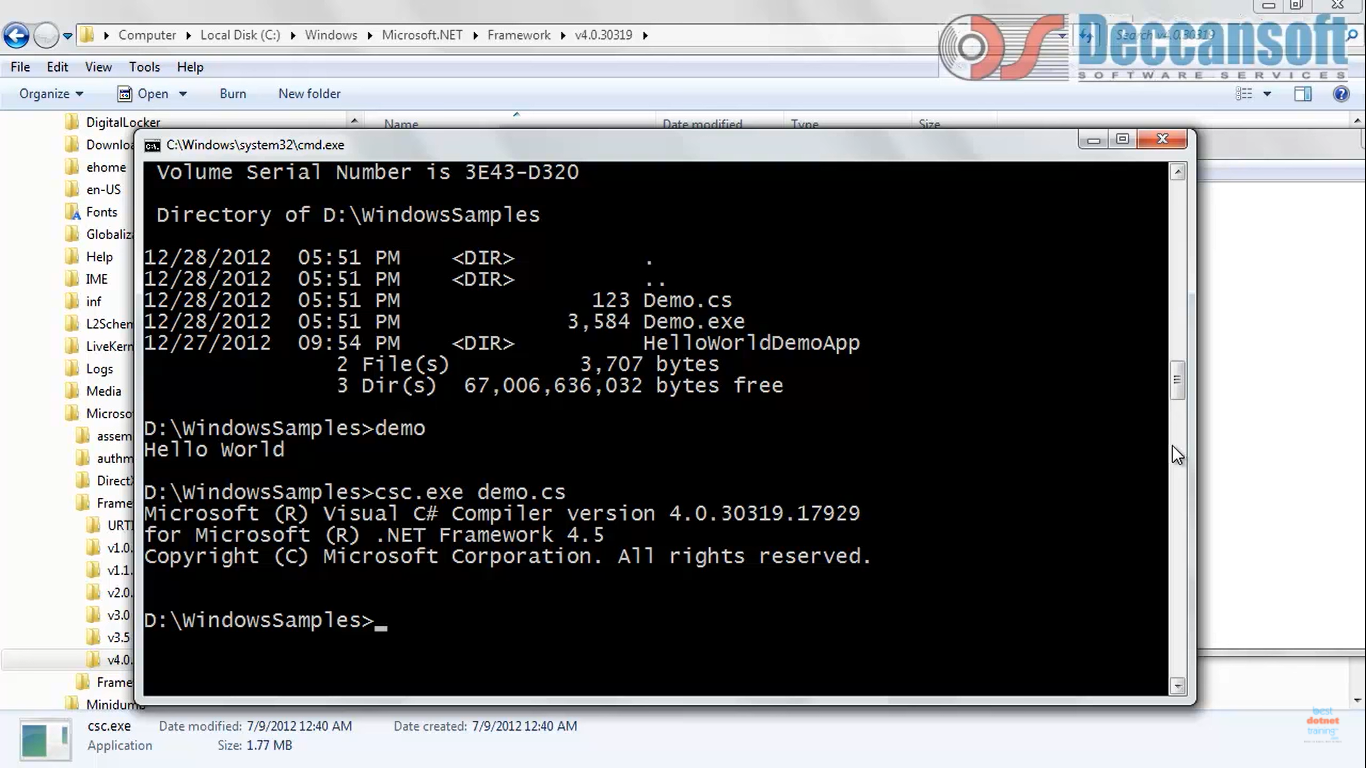 Computer ▸ Local Disk (C:) ▸ Windows ▸ Microsoft.NET ▸ Framework ▸ v4.0.30319 ▸
Search v4.0.30319
Deccansoft
SOFTWARE SERVICES
File Edit View Tools Help
Organize Open Burn New folder
Name Date modified Type Size
DigitalLocker
Downlo
ehome
en-US
Fonts
Globaliza
Help
IME
inf
L2Schem
LiveKern
Logs
Media
Microsof
assem
authm
DirectX
Frame
URTI
v1.0.
v1.1.
v2.0.
v3.0
v3.5
v4.0.
Frame
Minidump
C:\Windows\system32\cmd.exe
Volume Serial Number is 3E43-D320
Directory of D:\WindowsSamples
12/28/2012 05:51 PM <DIR> .
12/28/2012 05:51 PM <DIR> ..
12/28/2012 05:51 PM 123 Demo.cs
12/28/2012 05:51 PM 3,584 Demo.exe
12/27/2012 09:54 PM <DIR> HelloWorldDemoApp
2 File(s) 3,707 bytes
3 Dir(s) 67,006,636,032 bytes free
D:\WindowsSamples>demo
Hello World
D:\WindowsSamples>csc.exe demo.cs
Microsoft (R) Visual C# Compiler version 4.0.30319.17929
for Microsoft (R) .NET Framework 4.5
Copyright (C) Microsoft Corporation. All rights reserved.
D:\WindowsSamples>_
csc.exe Date modified: 7/9/2012 12:40 AM Date created: 7/9/2012 12:40 AM
Application Size: 1.77 MB
best
dotnet
training